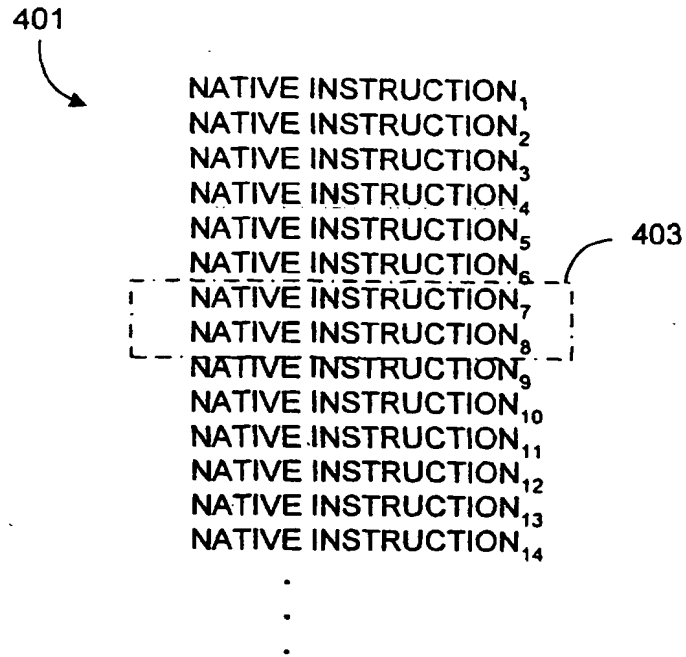 401
NATIVE INSTRUCTION₁
NATIVE INSTRUCTION₂
NATIVE INSTRUCTION₃
NATIVE INSTRUCTION₄
NATIVE INSTRUCTION₅
403
NATIVE INSTRUCTION₆
NATIVE INSTRUCTION₇
NATIVE INSTRUCTION₈
NATIVE INSTRUCTION₉
NATIVE INSTRUCTION₁₀
NATIVE INSTRUCTION₁₁
NATIVE INSTRUCTION₁₂
NATIVE INSTRUCTION₁₃
NATIVE INSTRUCTION₁₄
.
.
.